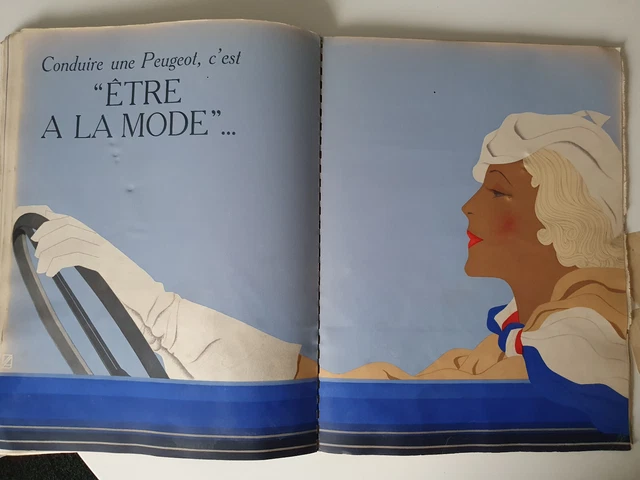 Conduire une Peugeot, c'est
“ÊTRE
A LA MODE”...